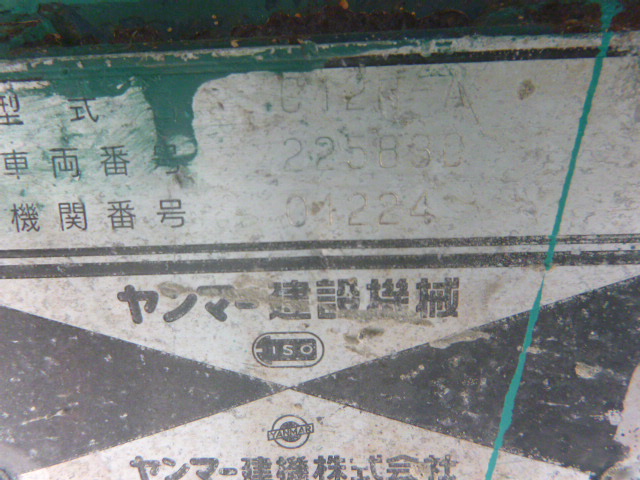 型式 C12R-A
車両番号 22583
機関番号 01224
ヤンマー建設機械
ISO
YANMAR
ヤンマー建機株式会社